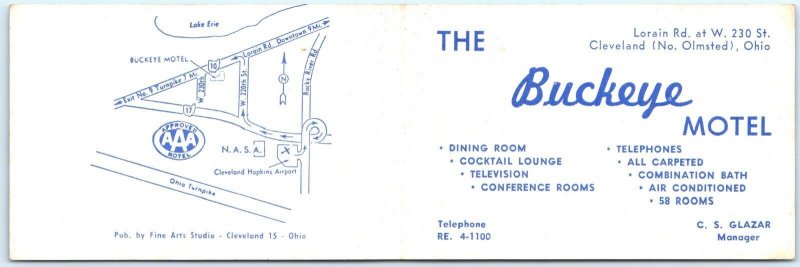 Lake Erie
BUCKEYE MOTEL
10
Lorain Rd. Downtown 9 Mi.
Exit No. 9 Turnpike 7 Mi.
W. 230th
W. 220th St.
Rocky River Rd.
N
17
APPROVED
AAA
MOTEL
N.A.S.A.
Cleveland Hopkins Airport
Ohio Turnpike
Pub. by Fine Arts Studio - Cleveland 15 - Ohio
THE
Lorain Rd. at W. 230 St.
Cleveland (No. Olmsted), Ohio
Buckeye
MOTEL
• DINING ROOM
• COCKTAIL LOUNGE
• TELEVISION
• CONFERENCE ROOMS
• TELEPHONES
• ALL CARPETED
• COMBINATION BATH
• AIR CONDITIONED
• 58 ROOMS
Telephone
RE. 4-1100
C. S. GLAZAR
Manager